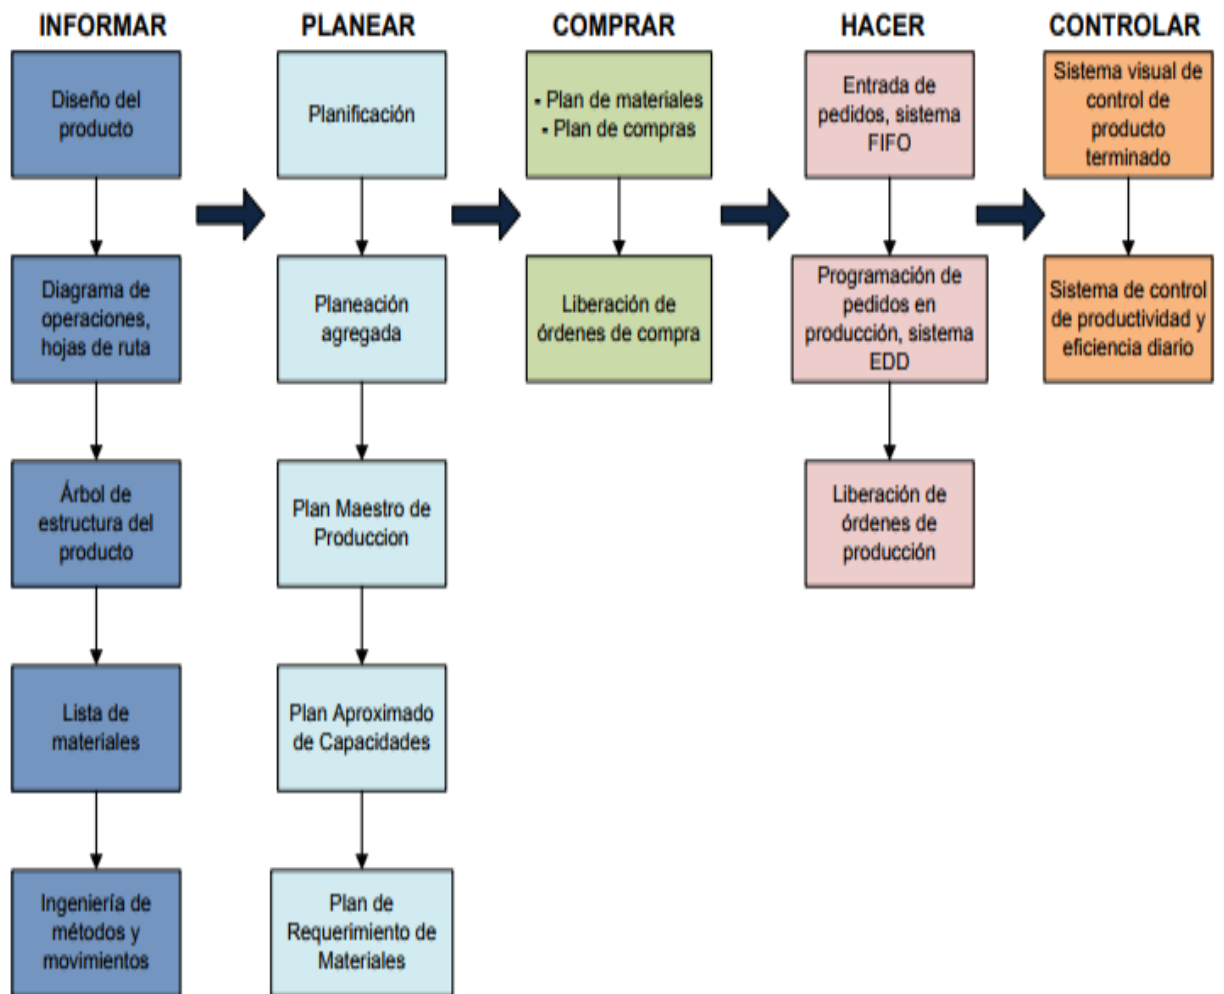 INFORMAR
PLANEAR
COMPRAR
HACER
CONTROLAR
Diseño del
producto
Diagrama de
operaciones,
hojas de ruta
Árbol de
estructura del
producto
Lista de
materiales
Ingeniería de
métodos y
movimientos
Planificación
Planeación
agregada
Plan Maestro de
Produccion
Plan Aproximado
de Capacidades
Plan de
Requerimiento de
Materiales
- Plan de materiales
- Plan de compras
Liberación de
órdenes de compra
Entrada de
pedidos, sistema
FIFO
Programación de
pedidos en
producción, sistema
EDD
Liberación de
órdenes de
producción
Sistema visual de
control de
producto
terminado
Sistema de control
de productividad y
eficiencia diario